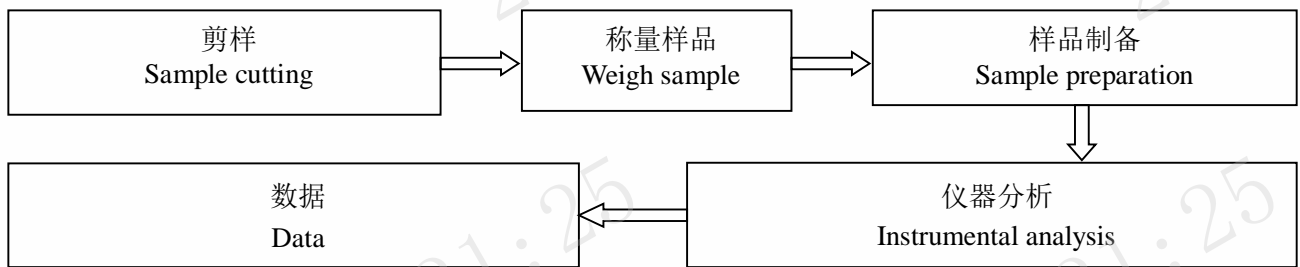 剪样
Sample cutting
称量样品
Weigh sample
样品制备
Sample preparation
数据
Data
仪器分析
Instrumental analysis